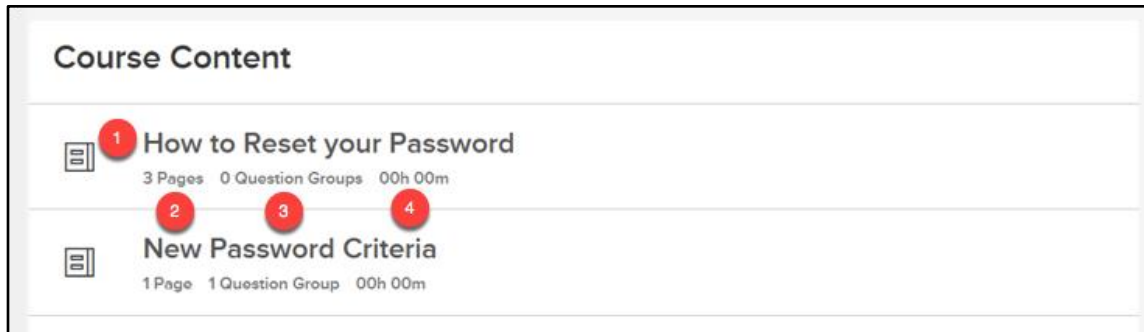 Course Content
1 How to Reset your Password
3 Pages 0 Question Groups 00h 00m
2 3 4
New Password Criteria
1 Page 1 Question Group 00h 00m